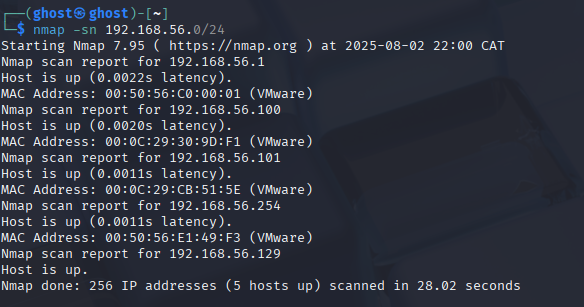 ┌──(ghost㉿ghost)-[~]
└─$ nmap -sn 192.168.56.0/24
Starting Nmap 7.95 ( https://nmap.org ) at 2025-08-02 22:00 CAT
Nmap scan report for 192.168.56.1
Host is up (0.0022s latency).
MAC Address: 00:50:56:C0:00:01 (VMware)
Nmap scan report for 192.168.56.100
Host is up (0.0020s latency).
MAC Address: 00:0C:29:30:9D:F1 (VMware)
Nmap scan report for 192.168.56.101
Host is up (0.0011s latency).
MAC Address: 00:0C:29:CB:51:5E (VMware)
Nmap scan report for 192.168.56.254
Host is up (0.0011s latency).
MAC Address: 00:50:56:E1:49:F3 (VMware)
Nmap scan report for 192.168.56.129
Host is up.
Nmap done: 256 IP addresses (5 hosts up) scanned in 28.02 seconds